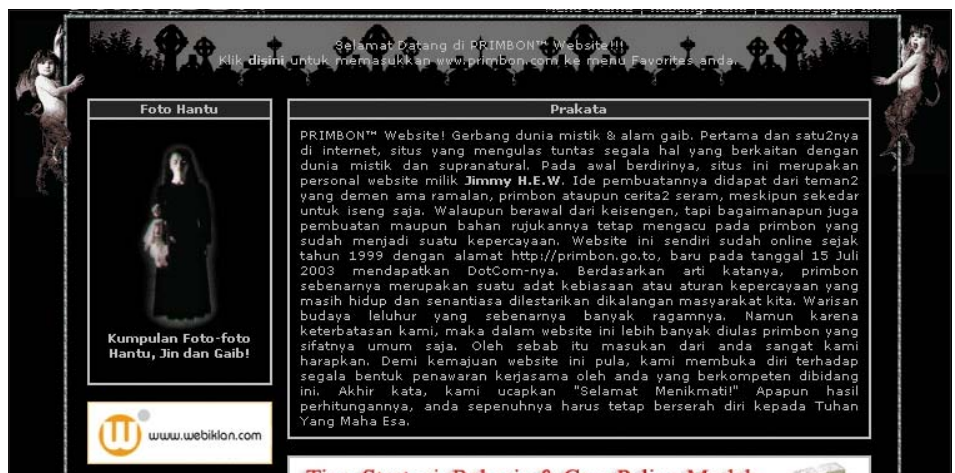 Menu Utama | Hubungi Kami | Pemasangan Iklan
Selamat Datang di PRIMBON™ Website!!!
Klik disini untuk memasukkan www.primbon.com ke menu Favorites anda.
Foto Hantu
Kumpulan Foto-foto
Hantu, Jin dan Gaib!
www.webiklan.com
Prakata
PRIMBON™ Website! Gerbang dunia mistik & alam gaib. Pertama dan satu2nya
di internet, situs yang mengulas tuntas segala hal yang berkaitan dengan
dunia mistik dan supranatural. Pada awal berdirinya, situs ini merupakan
personal website milik Jimmy H.E.W. Ide pembuatannya didapat dari teman2
yang demen ama ramalan, primbon ataupun cerita2 seram, meskipun sekedar
untuk iseng saja. Walaupun berawal dari keisengen, tapi bagaimanapun juga
pembuatan maupun bahan rujukannya tetap mengacu pada primbon yang
sudah menjadi suatu kepercayaan. Website ini sendiri sudah online sejak
tahun 1999 dengan alamat http://primbon.go.to, baru pada tanggal 15 Juli
2003 mendapatkan DotCom-nya. Berdasarkan arti katanya, primbon
sebenarnya merupakan suatu adat kebiasaan atau aturan kepercayaan yang
masih hidup dan senantiasa dilestarikan dikalangan masyarakat kita. Warisan
budaya leluhur yang sebenarnya banyak ragamnya. Namun karena
keterbatasan kami, maka dalam website ini lebih banyak diulas primbon yang
sifatnya umum saja. Oleh sebab itu masukan dari anda sangat kami
harapkan. Demi kemajuan website ini pula, kami membuka diri terhadap
segala bentuk penawaran kerjasama oleh anda yang berkompeten dibidang
ini. Akhir kata, kami ucapkan "Selamat Menikmati!" Apapun hasil
perhitungannya, anda sepenuhnya harus tetap berserah diri kepada Tuhan
Yang Maha Esa.